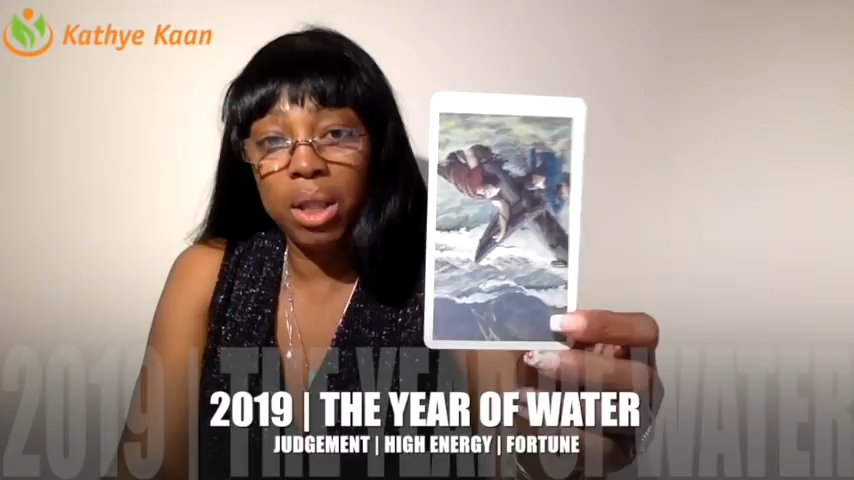 Kathye Kaan
2019 | THE YEAR OF WATER
2019 | THE YEAR OF WATER
JUDGEMENT | HIGH ENERGY | FORTUNE